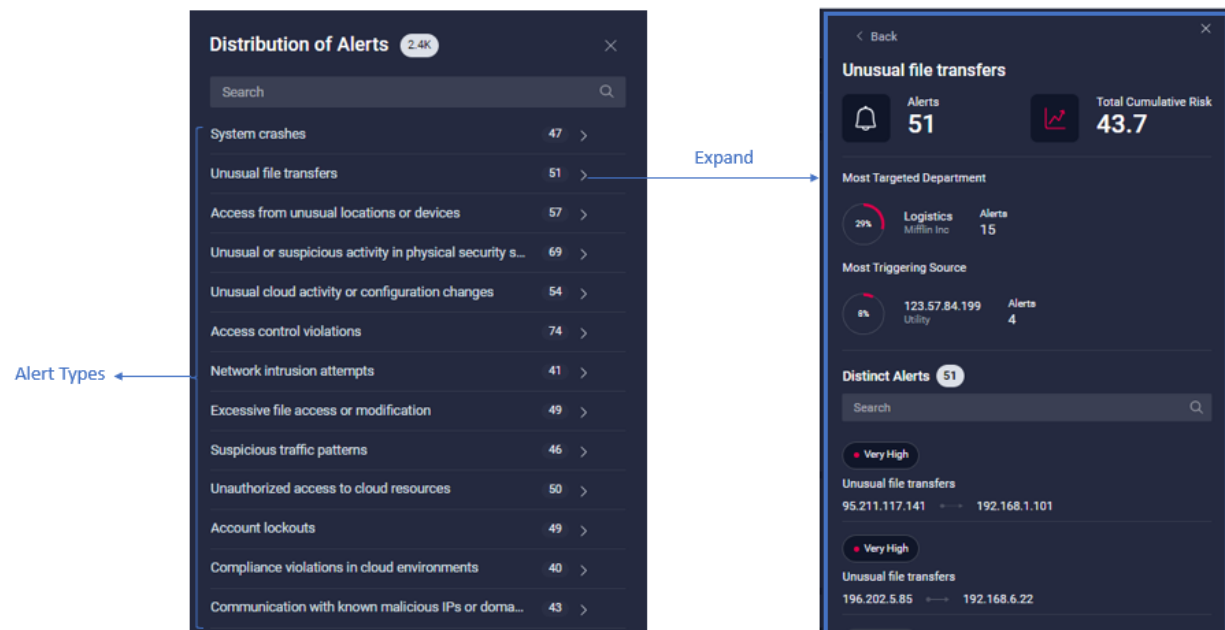 Distribution of Alerts 2.4K
Search
System crashes 47
Unusual file transfers 51
Access from unusual locations or devices 57
Unusual or suspicious activity in physical security s... 69
Unusual cloud activity or configuration changes 54
Access control violations 74
Network intrusion attempts 41
Excessive file access or modification 49
Suspicious traffic patterns 46
Unauthorized access to cloud resources 50
Account lockouts 49
Compliance violations in cloud environments 40
Communication with known malicious IPs or doma... 43
Alert Types
Expand
Back
Unusual file transfers
Alerts
51
Total Cumulative Risk
43.7
Most Targeted Department
29%
Logistics
Mifflin Inc
Alerts
15
Most Triggering Source
8%
123.57.84.199
Utility
Alerts
4
Distinct Alerts 51
Search
Very High
Unusual file transfers
95.211.117.141 192.168.1.101
Very High
Unusual file transfers
196.202.5.85 192.168.6.22